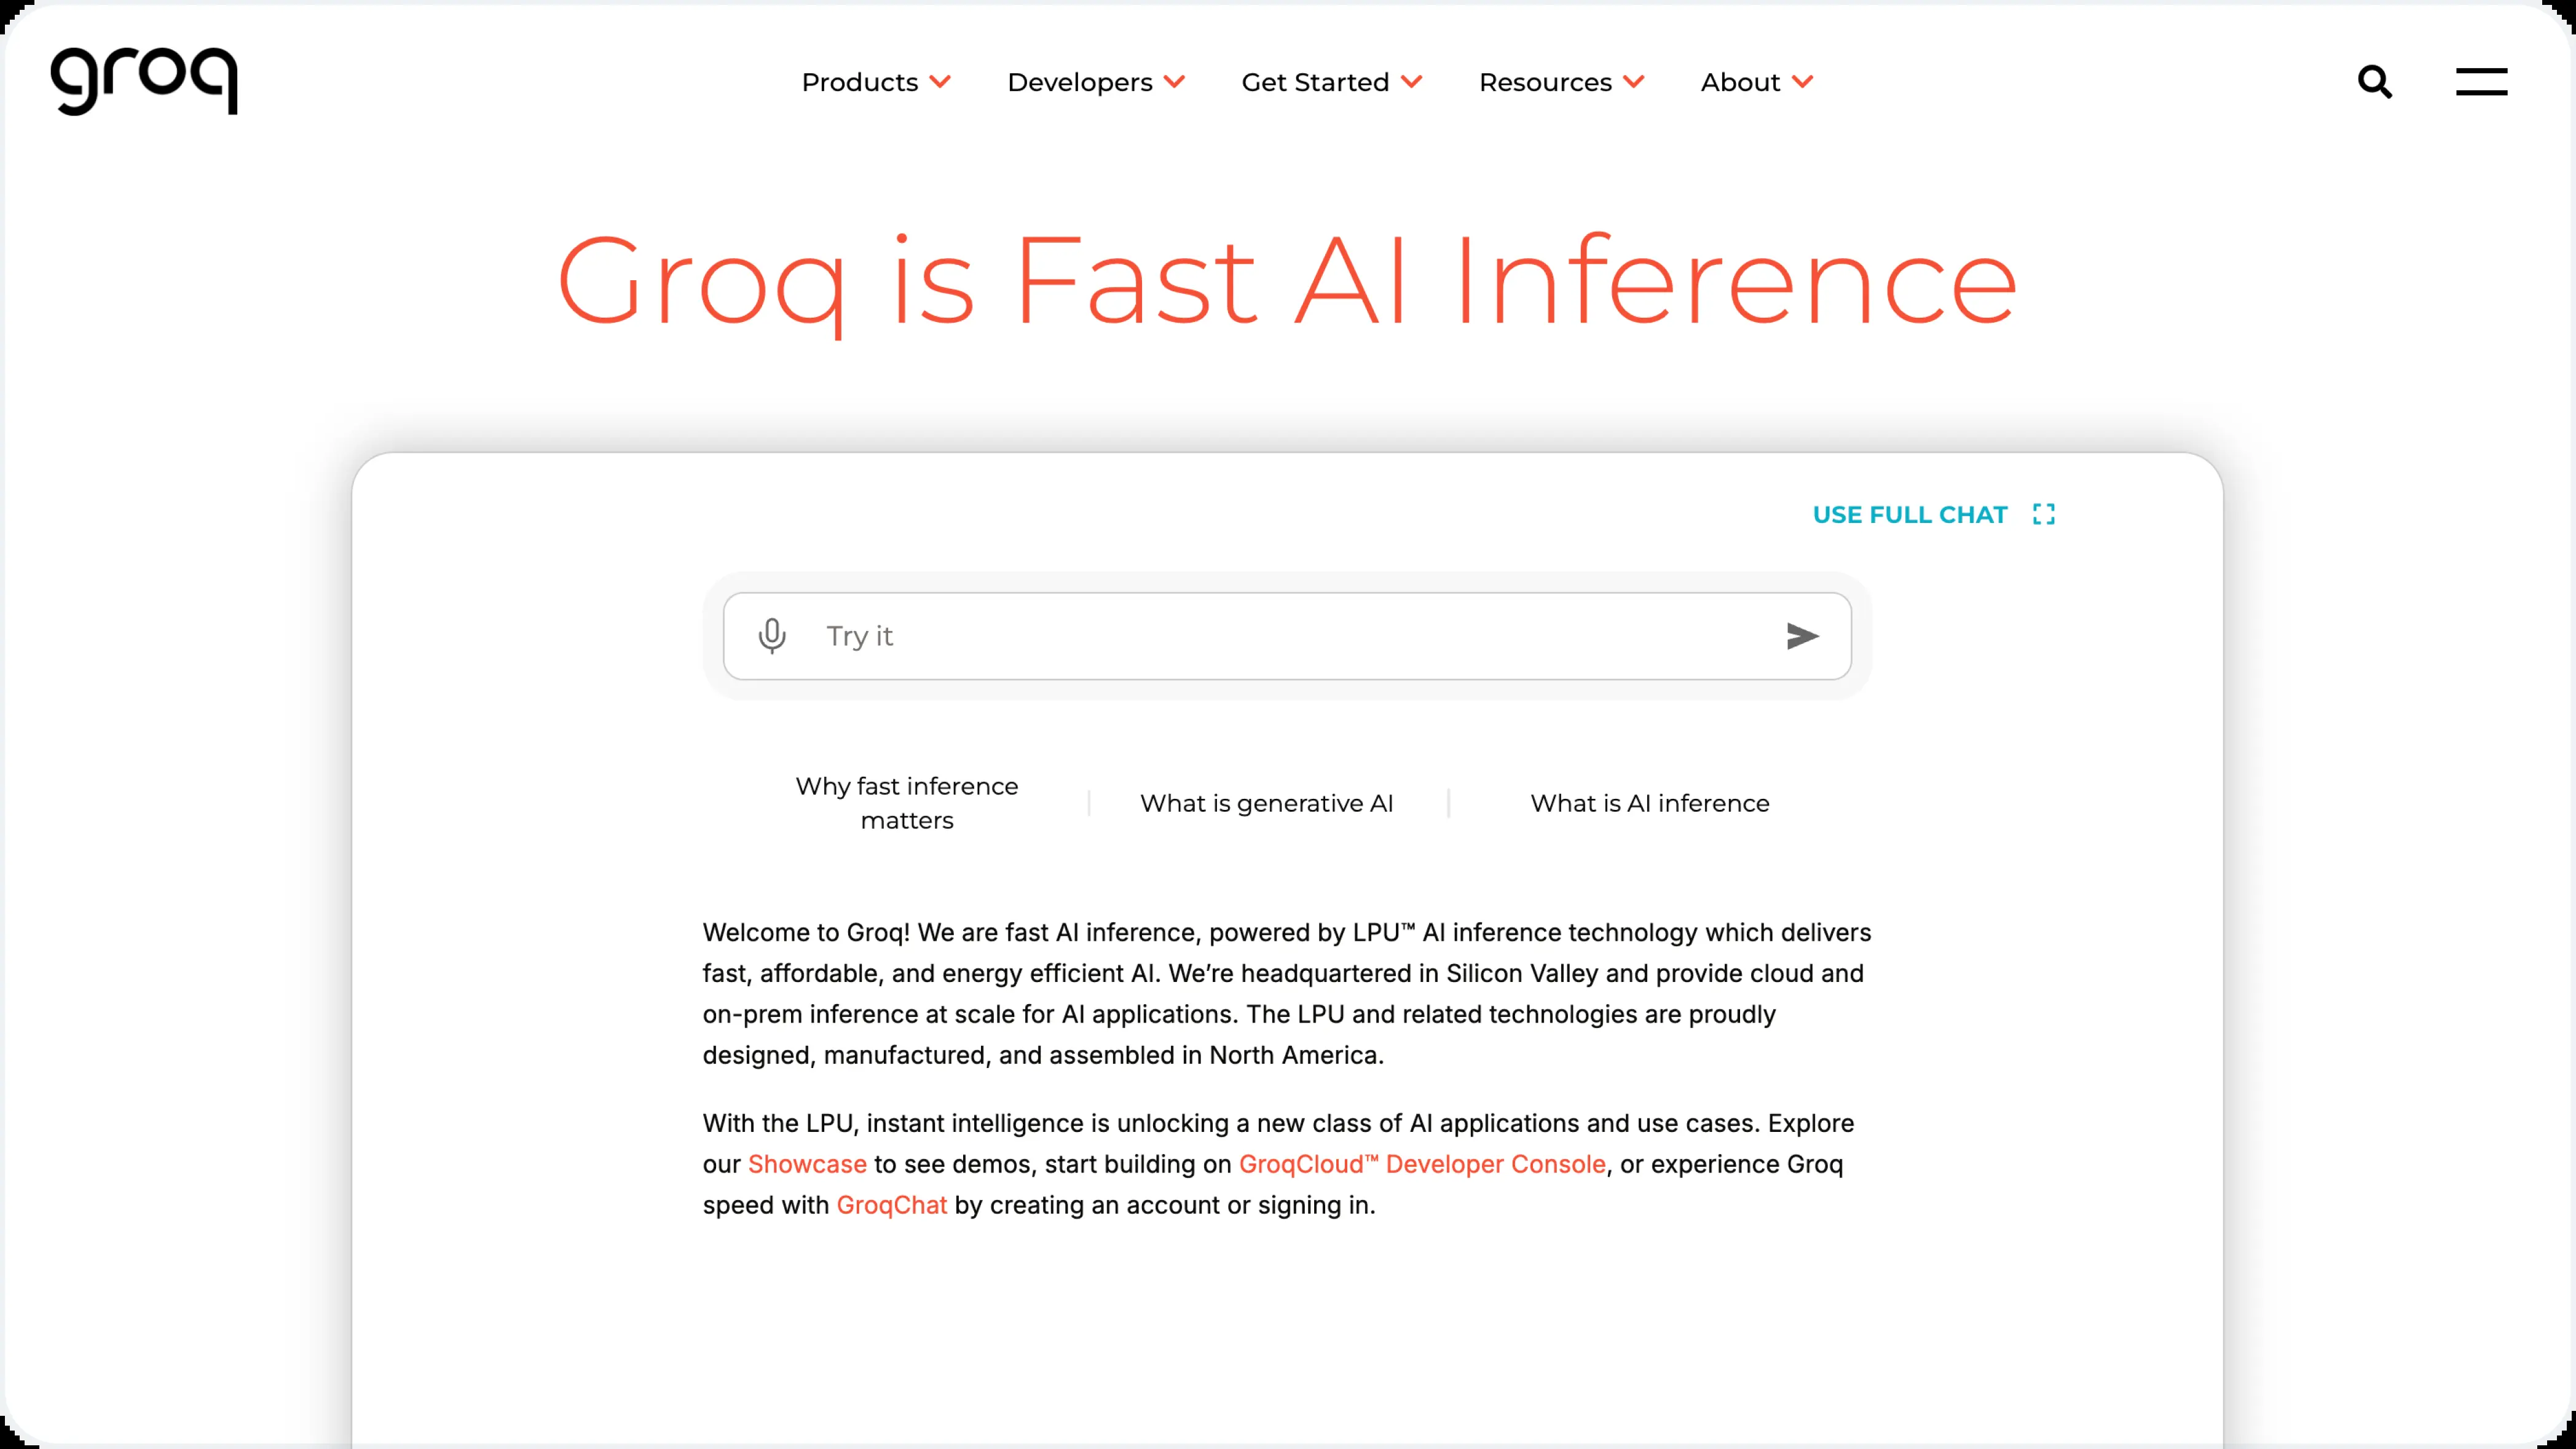 groq
Products
Developers
Get Started
Resources
About
Groq is Fast AI Inference
USE FULL CHAT
Try it
Why fast inference
matters
What is generative AI
What is AI inference
Welcome to Groq! We are fast AI inference, powered by LPU™ AI inference technology which delivers
fast, affordable, and energy efficient AI. We’re headquartered in Silicon Valley and provide cloud and
on-prem inference at scale for AI applications. The LPU and related technologies are proudly
designed, manufactured, and assembled in North America.
With the LPU, instant intelligence is unlocking a new class of AI applications and use cases. Explore
our Showcase to see demos, start building on GroqCloud™ Developer Console, or experience Groq
speed with GroqChat by creating an account or signing in.